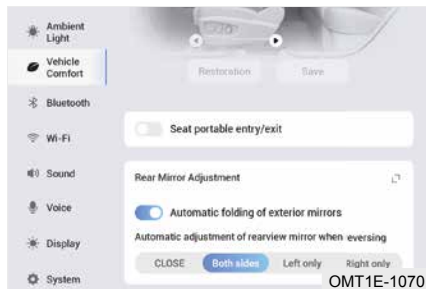 Ambient
Light
Vehicle
Comfort
Restoration Save
Bluetooth
Seat portable entry/exit
Wi-Fi
Sound
Rear Mirror Adjustment
Voice
Automatic folding of exterior mirrors
Display
Automatic adjustment of rearview mirror when reversing
CLOSE Both sides Left only Right only
System
OMT1E-1070